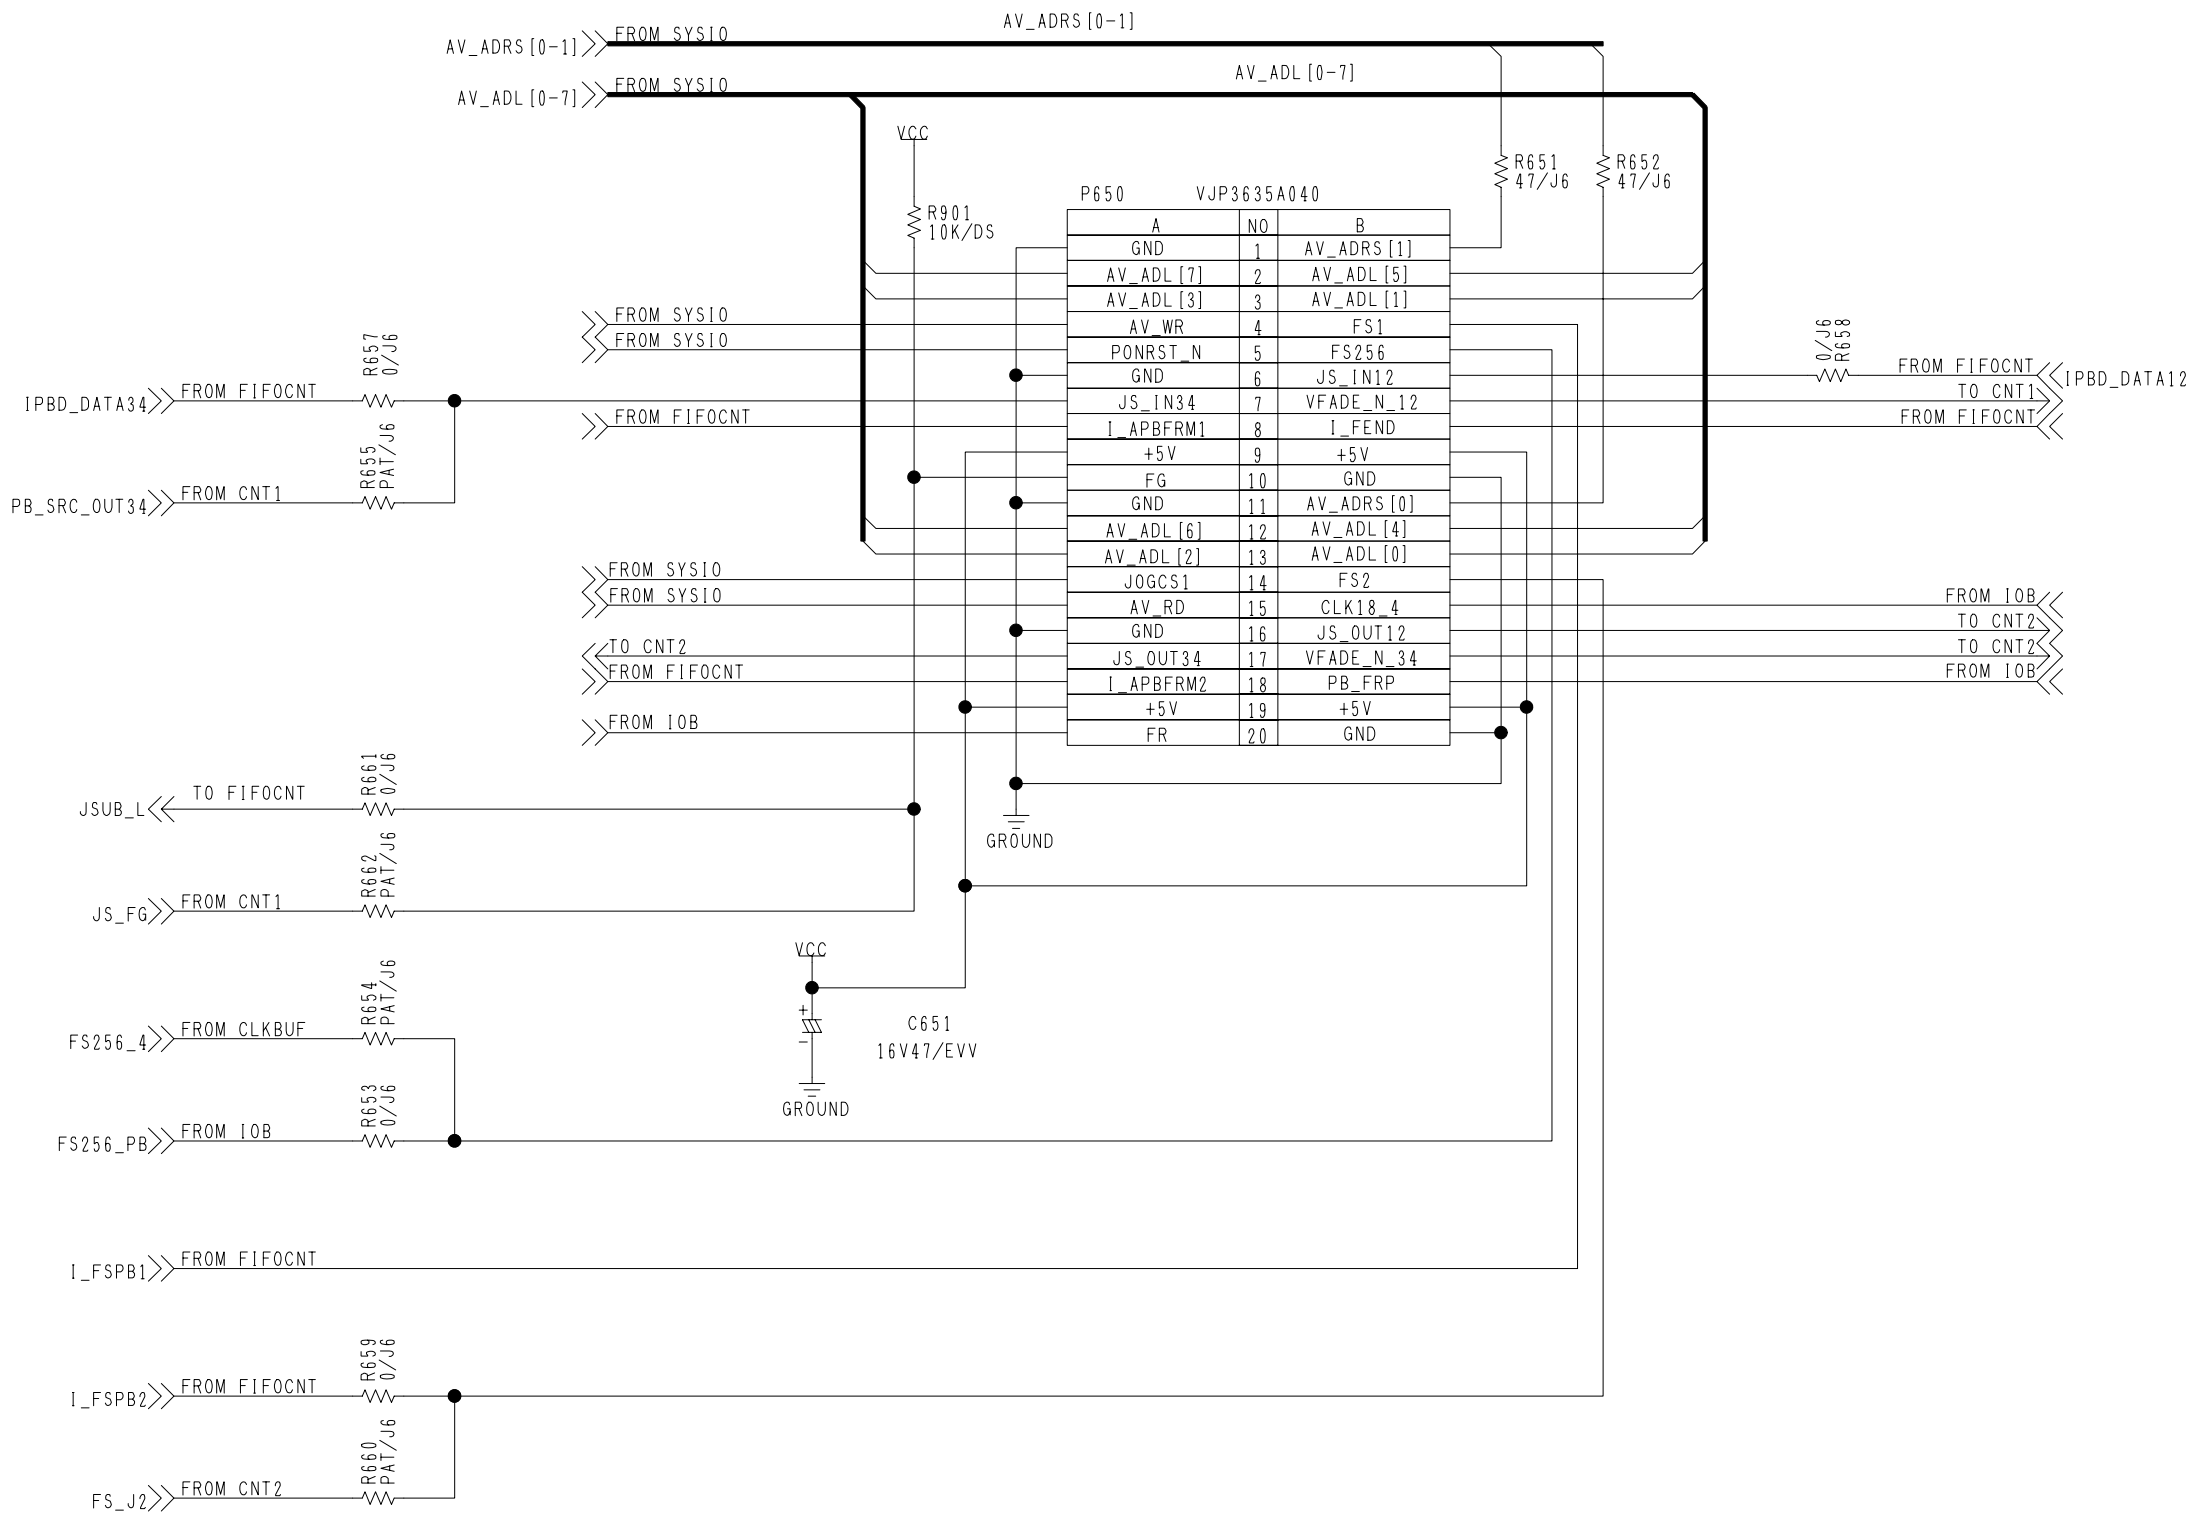 AV_ADRS[0-1]
AV_ADRS[0-1] FROM SYSIO
AV_ADL[0-7]
AV_ADL[0-7] FROM SYSIO
VCC
R901
10K/DS
R651
47/J6
R652
47/J6
P650 VJP3635A040
A NO B
GND 1 AV_ADRS[1]
AV_ADL[7] 2 AV_ADL[5]
AV_ADL[3] 3 AV_ADL[1]
FROM SYSIO AV_WR 4 FS1
FROM SYSIO PONRST_N 5 FS256
GND 6 JS_IN12
JS_IN34 7 VFADE_N_12
FROM FIFOCNT I_APBFRM1 8 I_FEND
+5V 9 +5V
FG 10 GND
GND 11 AV_ADRS[0]
AV_ADL[6] 12 AV_ADL[4]
AV_ADL[2] 13 AV_ADL[0]
FROM SYSIO JOGCS1 14 FS2
FROM SYSIO AV_RD 15 CLK18_4
GND 16 JS_OUT12
TO CNT2 JS_OUT34 17 VFADE_N_34
FROM FIFOCNT I_APBFRM2 18 PB_FRP
+5V 19 +5V
FROM IOB FR 20 GND
0/J6
R658
FROM FIFOCNT IPBD_DATA12
TO CNT1
FROM FIFOCNT
FROM IOB
TO CNT2
TO CNT2
FROM IOB
R657
0/J6
IPBD_DATA34 FROM FIFOCNT
R655
PAT/J6
PB_SRC_OUT34 FROM CNT1
R661
0/J6
JSUB_L TO FIFOCNT
GROUND
R662
PAT/J6
JS_FG FROM CNT1
VCC
+
-
C651
16V47/EVV
GROUND
R654
PAT/J6
FS256_4 FROM CLKBUF
R653
0/J6
FS256_PB FROM IOB
I_FSPB1 FROM FIFOCNT
R659
0/J6
I_FSPB2 FROM FIFOCNT
R660
PAT/J6
FS_J2 FROM CNT2